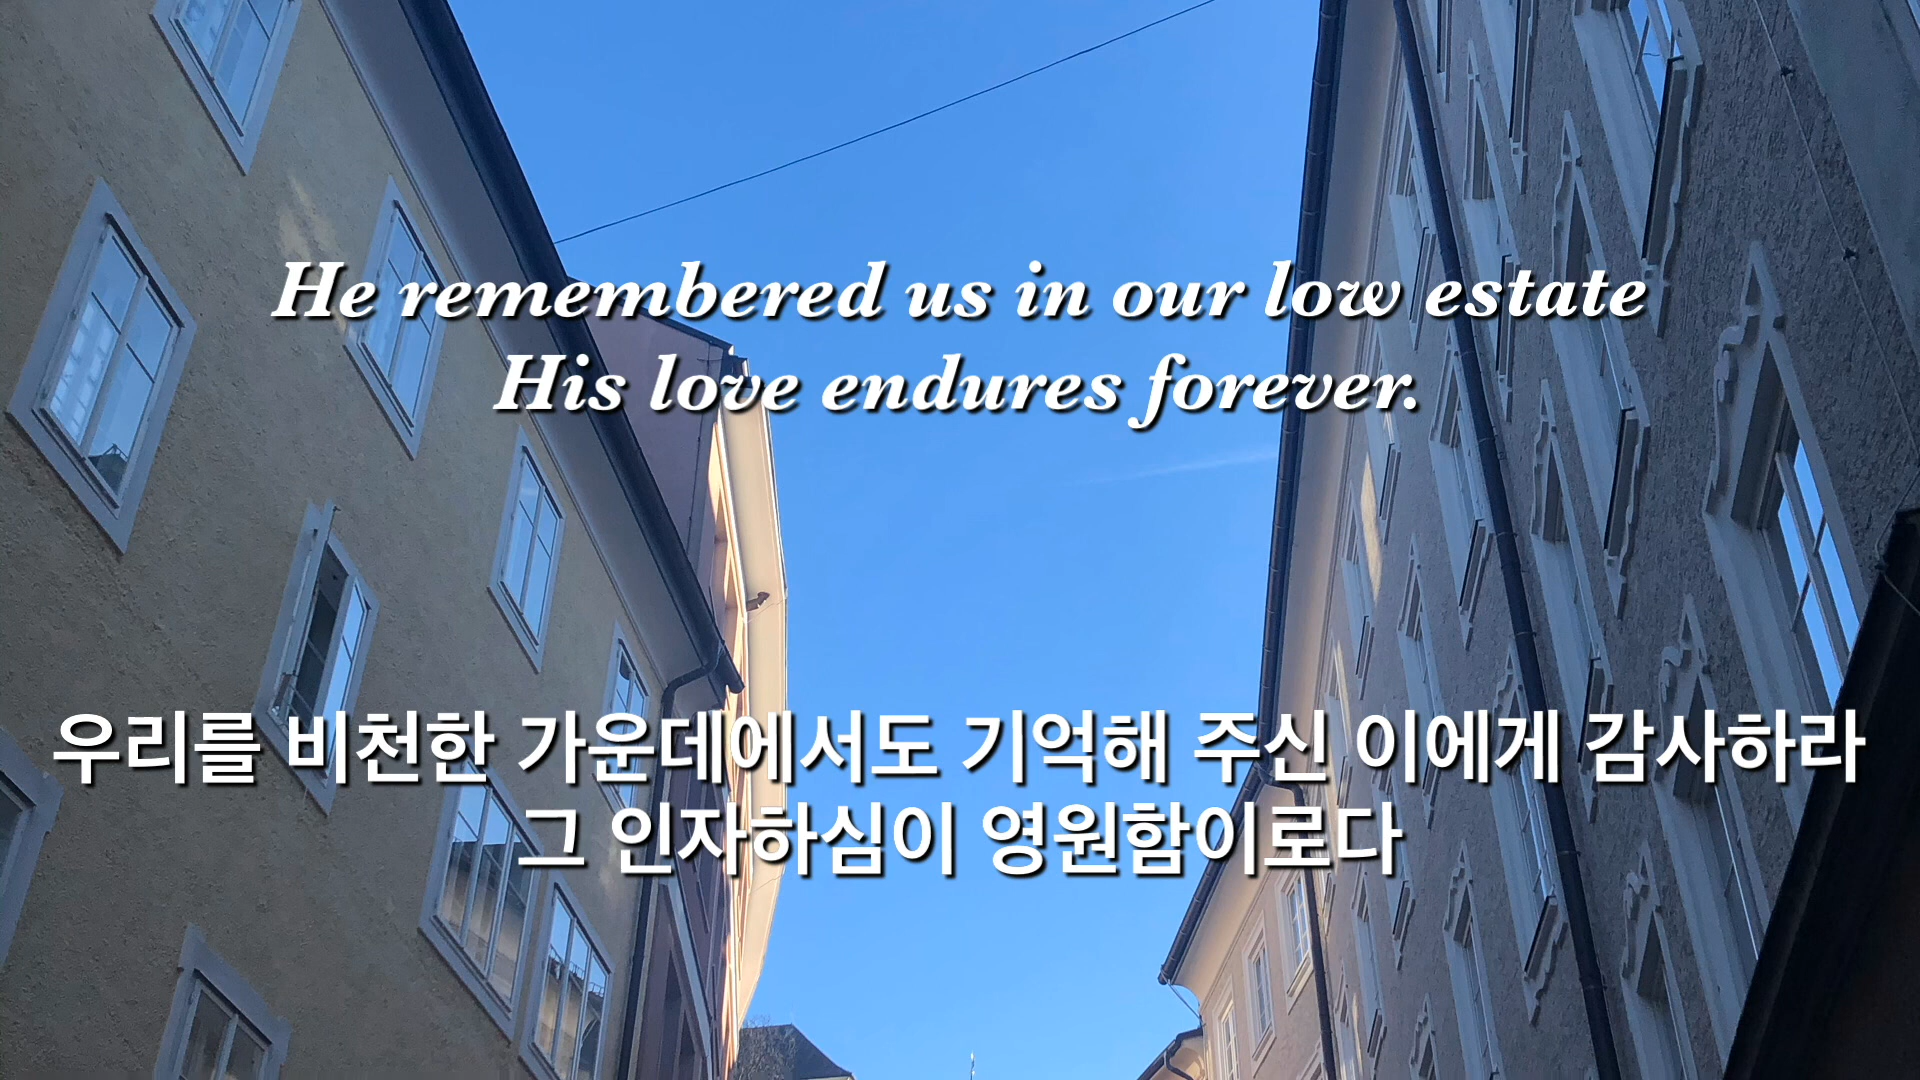 He remembered us in our low estate
His love endures forever.
우리를 비천한 가운데에서도 기억해 주신 이에게 감사하라
그 인자하심이 영원함이로다